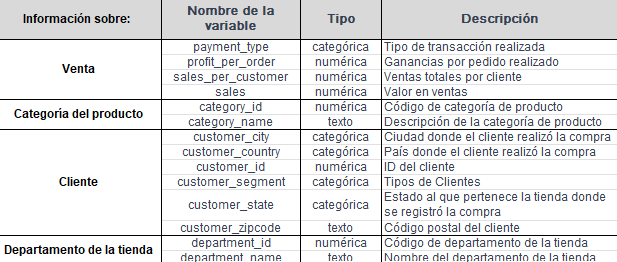 Información sobre: Nombre de la variable Tipo Descripción
Venta
payment_type categórica Tipo de transacción realizada
profit_per_order numérica Ganancias por pedido realizado
sales_per_customer numérica Ventas totales por cliente
sales numérica Valor en ventas
Categoría del producto
category_id numérica Código de categoría de producto
category_name texto Descripción de la categoría de producto
Cliente
customer_city categórica Ciudad donde el cliente realizó la compra
customer_country categórica País donde el cliente realizó la compra
customer_id numérica ID del cliente
customer_segment categórica Tipos de Clientes
customer_state categórica Estado al que pertenece la tienda donde
se registró la compra
customer_zipcode texto Código postal del cliente
Departamento de la tienda
department_id numérica Código de departamento de la tienda
department_name texto Nombre del departamento de la tienda